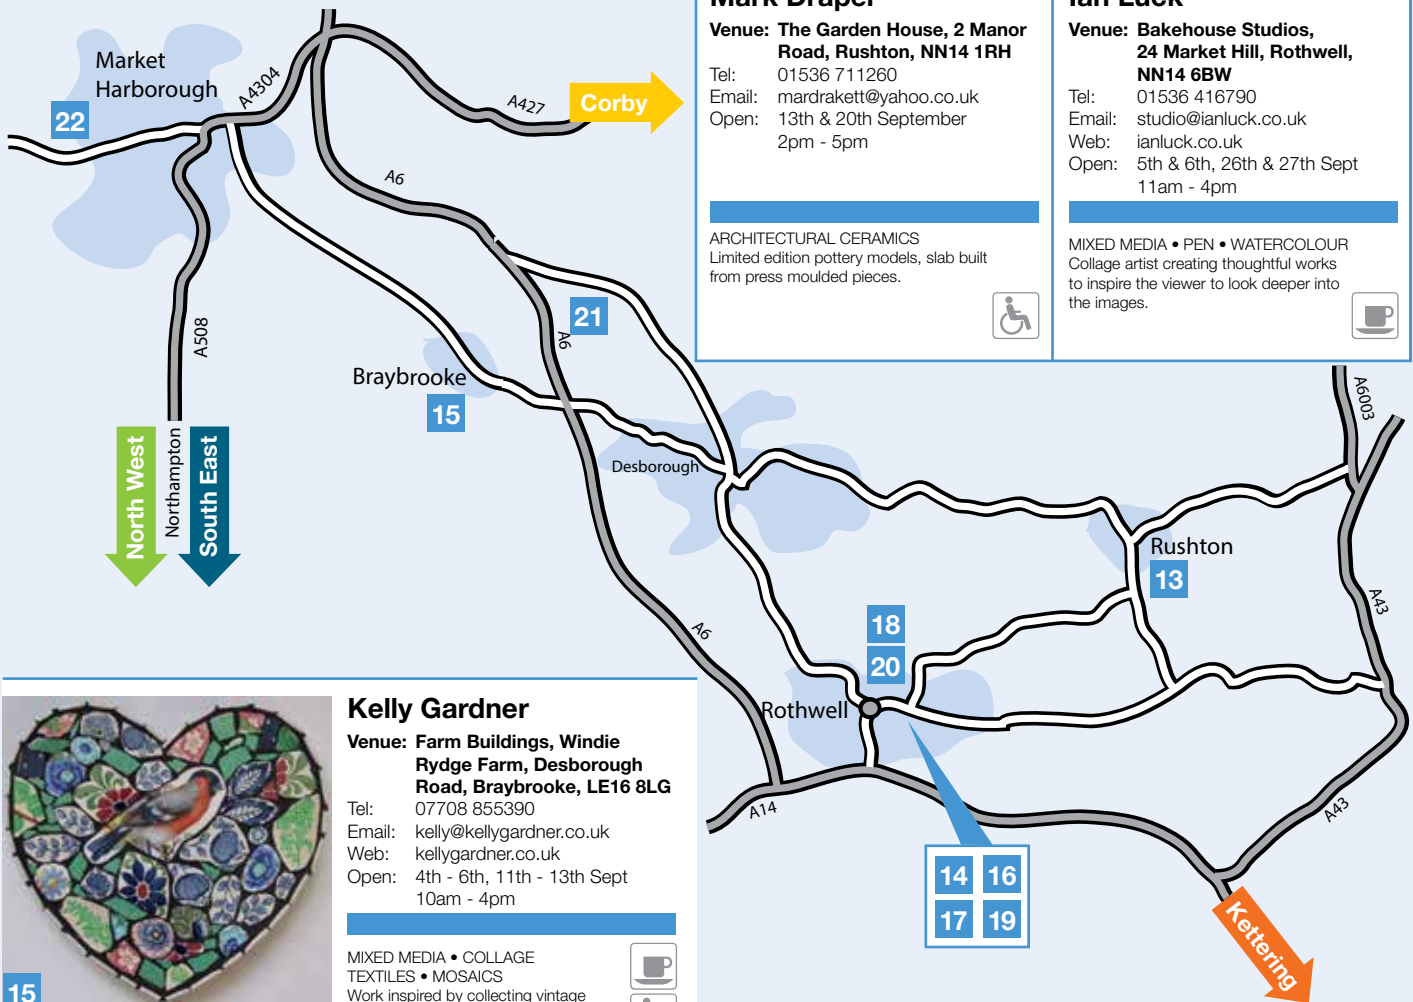 Mark Draper
Venue: The Garden House, 2 Manor
Road, Rushton, NN14 1RH
Tel: 01536 711260
Email: mardrakett@yahoo.co.uk
Open: 13th & 20th September
2pm - 5pm
ARCHITECTURAL CERAMICS
Limited edition pottery models, slab built
from press moulded pieces.
Ian Luck
Venue: Bakehouse Studios,
24 Market Hill, Rothwell,
NN14 6BW
Tel: 01536 416790
Email: studio@ianluck.co.uk
Web: ianluck.co.uk
Open: 5th & 6th, 26th & 27th Sept
11am - 4pm
MIXED MEDIA • PEN • WATERCOLOUR
Collage artist creating thoughtful works
to inspire the viewer to look deeper into
the images.
Market
Harborough
22
A4304
A427
Corby
A6
A508
21
A6
Braybrooke
15
Desborough
North West
Northampton
South East
A6003
Rushton
13
A43
18
20
A6
Rothwell
A14
A43
14 16
17 19
Kettering
Kelly Gardner
Venue: Farm Buildings, Windie
Rydge Farm, Desborough
Road, Braybrooke, LE16 8LG
Tel: 07708 855390
Email: kelly@kellygardner.co.uk
Web: kellygardner.co.uk
Open: 4th - 6th, 11th - 13th Sept
10am - 4pm
MIXED MEDIA • COLLAGE
TEXTILES • MOSAICS
Work inspired by collecting vintage
15